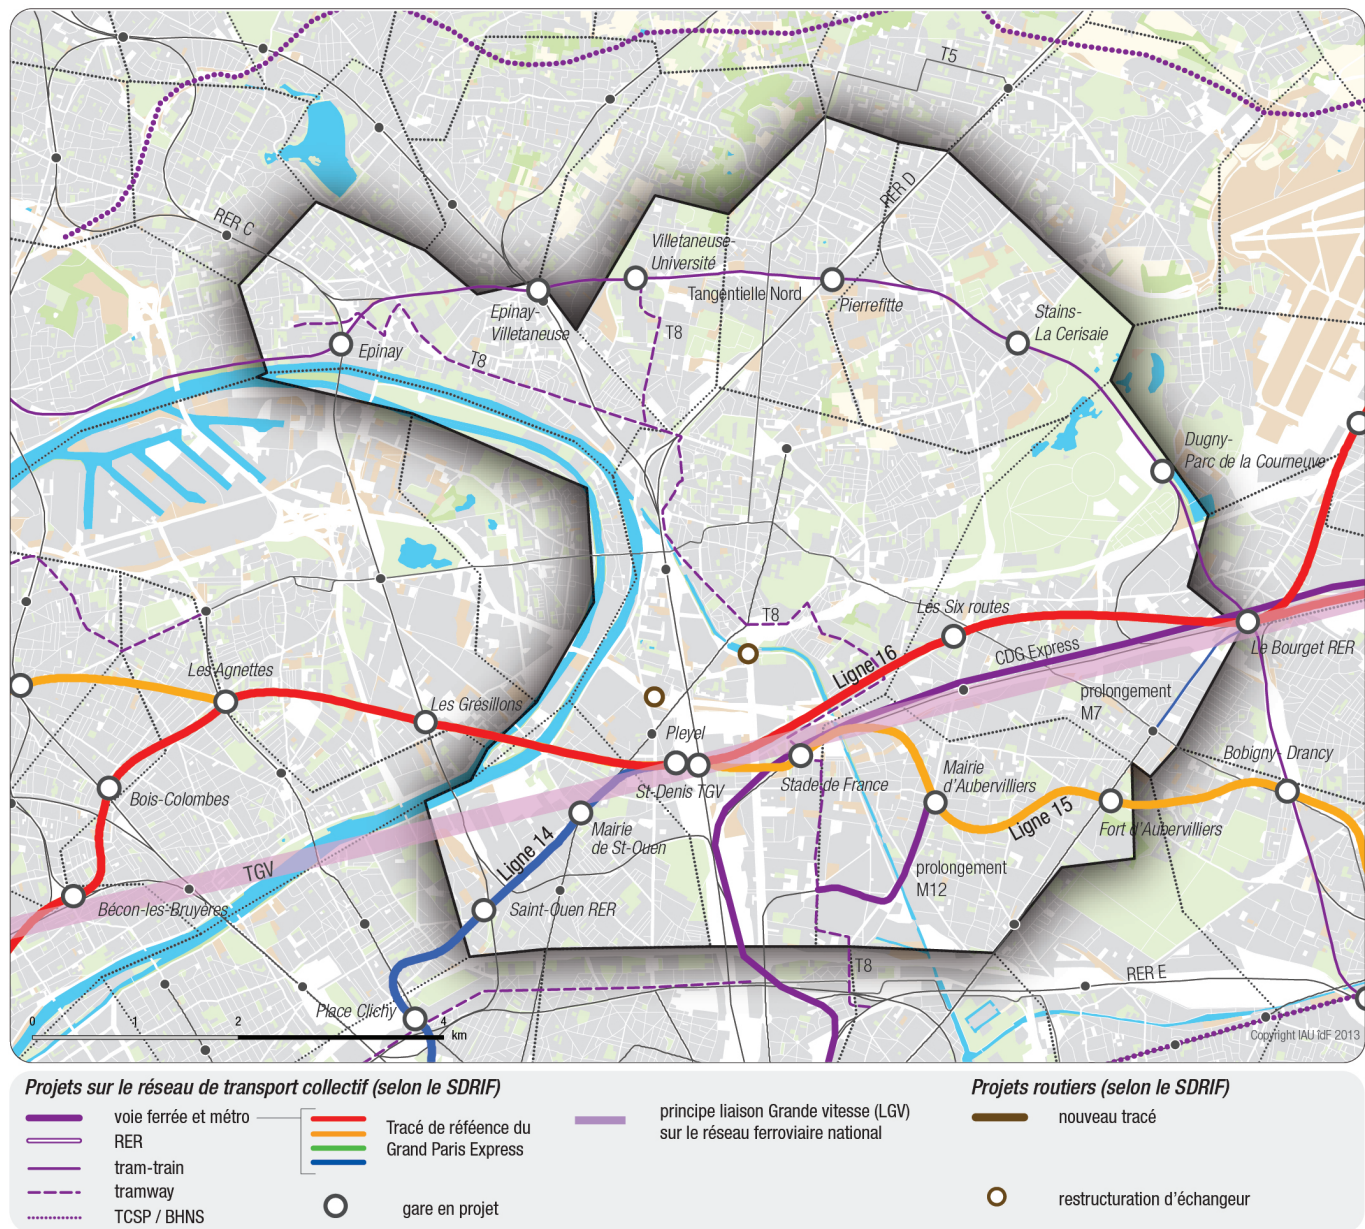 T5
RER D
RER C
Villetaneuse-
Université
Tangentielle Nord
Pierrefitte
Epinay-
Villetaneuse
T8
Stains-
La Cerisaie
Epinay
T8
Dugny-
Parc de la Courneuve
Les Six routes
T8
Le Bourget RER
CDG Express
Ligne 16
Les Agnettes
prolongement
M7
Les Grésillons
Pleyel
Bobigny- Drancy
Stade de France
St-Denis TGV
Mairie
d'Aubervilliers
Bois-Colombes
Mairie
de St-Ouen
Ligne 15
Fort d'Aubervilliers
Ligne 14
TGV
prolongement
M12
Bécon-les-Bruyères
Saint-Ouen RER
T8
RER E
Place Clichy
0 1 2 4
km
Copyright IAU îdF 2013
Projets sur le réseau de transport collectif (selon le SDRIF)
voie ferrée et métro
RER
tram-train
tramway
TCSP / BHNS
Tracé de référence du
Grand Paris Express
gare en projet
principe liaison Grande vitesse (LGV)
sur le réseau ferroviaire national
Projets routiers (selon le SDRIF)
nouveau tracé
restructuration d'échangeur